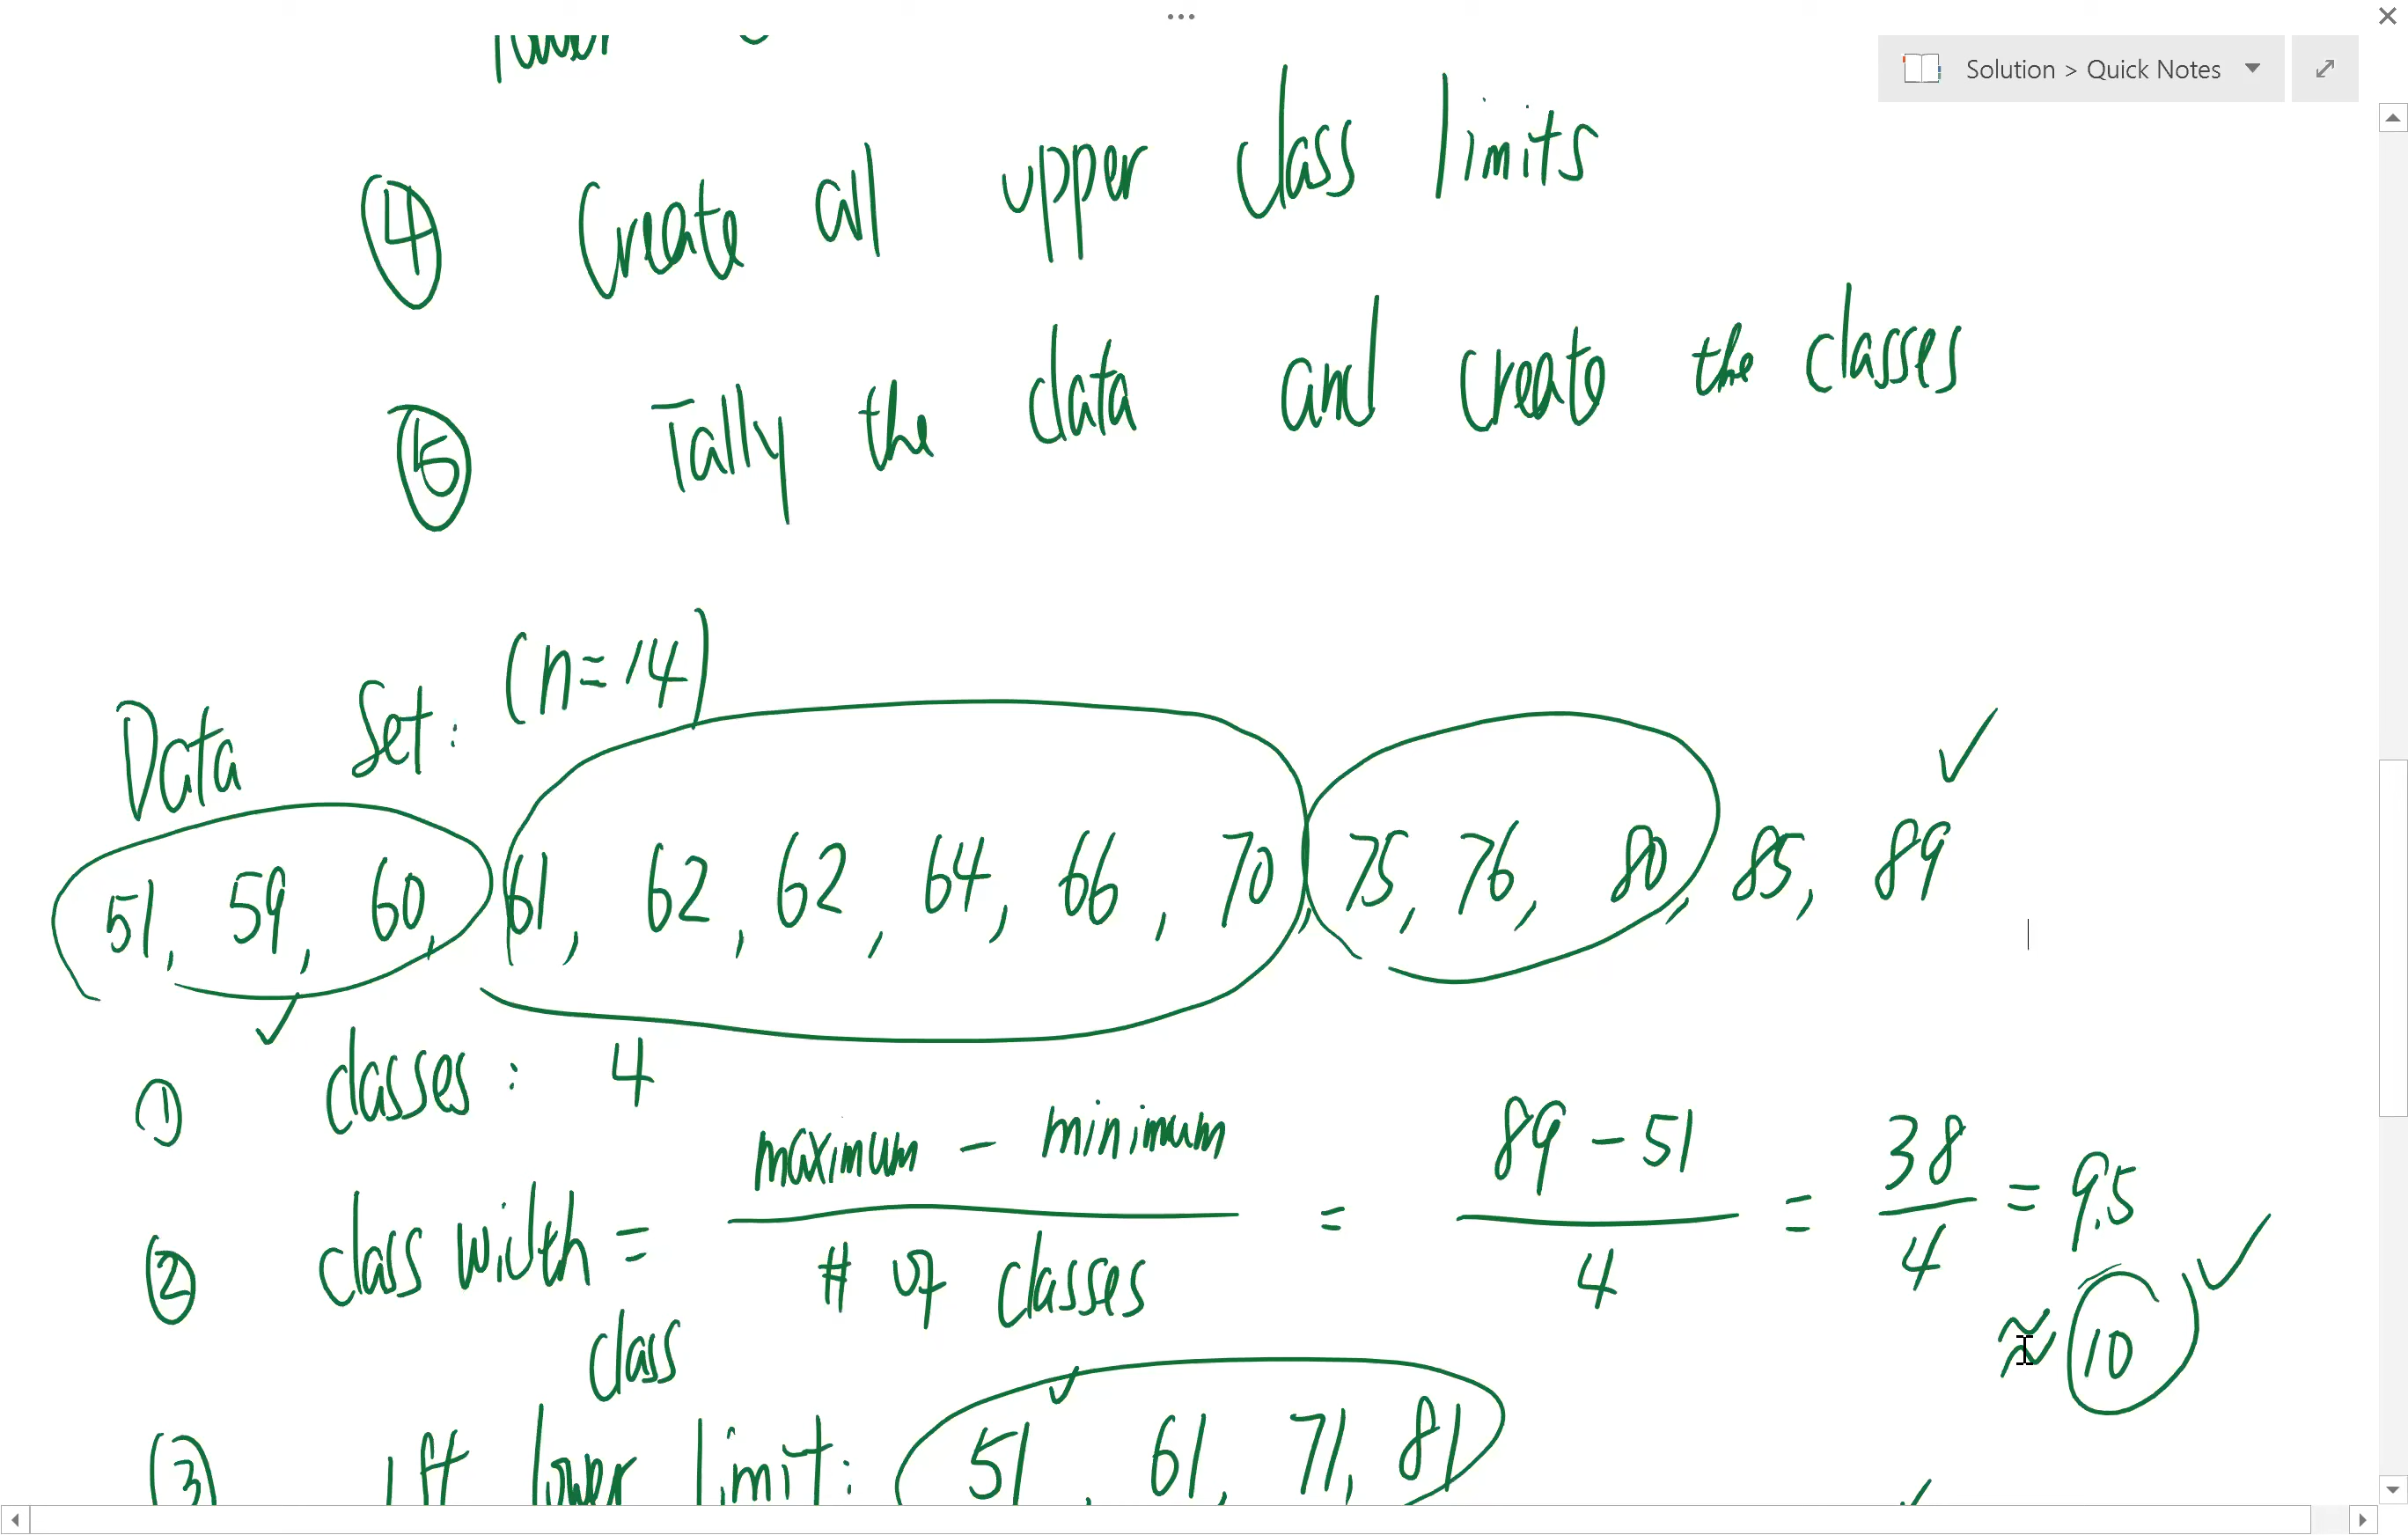 Solution > Quick Notes
④ Create all upper class limits
⑤ Tally the data and create the classes
Data Set: (n=14)
51, 59, 60, 61, 62, 62, 64, 66, 70, 75, 76, 80, 85, 89
① classes: 4
② class width = maximum - minimum / # of classes = 89 - 51 / 4 = 38 / 4 = 9.5
≈ 10
class
③ lower limit: 51, 61, 71, 81